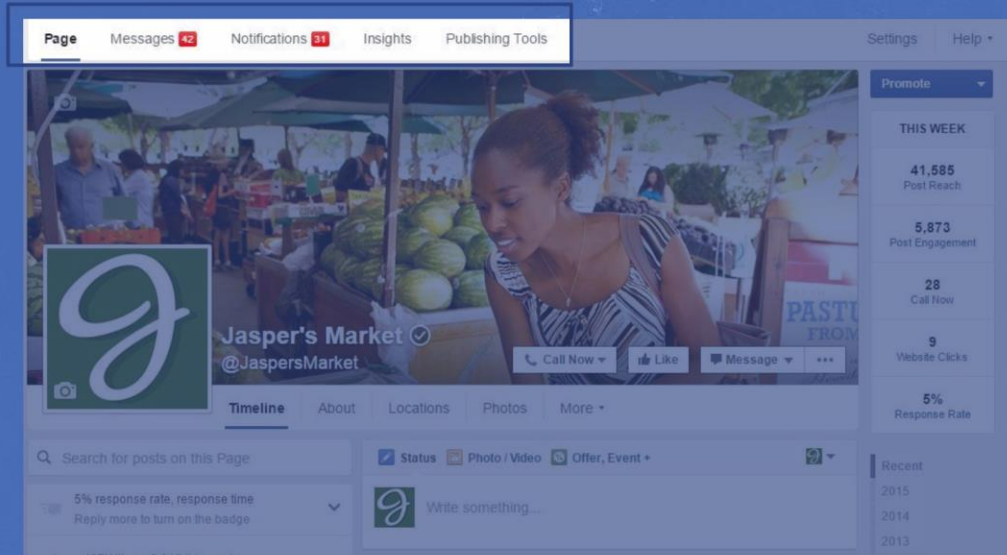 Page Messages 42 Notifications 31 Insights Publishing Tools Settings Help
Promote
THIS WEEK
41,585
Post Reach
5,873
Post Engagement
28
Call Now
9
Website Clicks
5%
Response Rate
PASTU
FROM
Jasper's Market
@JaspersMarket
Call Now Like Message
Timeline About Locations Photos More
Search for posts on this Page
5% response rate, response time
Reply more to turn on the badge
Status Photo / Video Offer, Event +
Write something...
Recent
2015
2014
2013